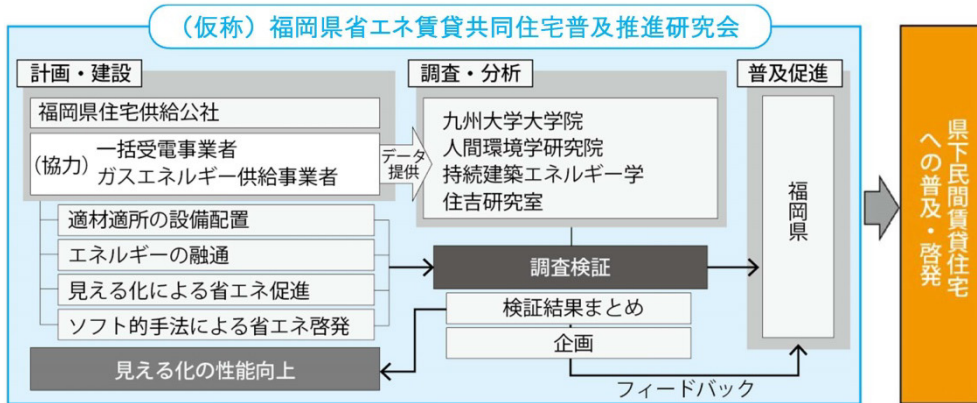 （仮称）福岡県省エネ賃貸共同住宅普及推進研究会
計画・建設
福岡県住宅供給公社
（協力）
一括受電事業者
ガスエネルギー供給事業者
データ
提供
適材適所の設備配置
エネルギーの融通
見える化による省エネ促進
ソフト的手法による省エネ啓発
見える化の性能向上
調査・分析
九州大学大学院
人間環境学研究院
持続建築エネルギー学
住吉研究室
調査検証
検証結果まとめ
企画
フィードバック
普及促進
福岡県
県下民間賃貸住宅
への普及・啓発